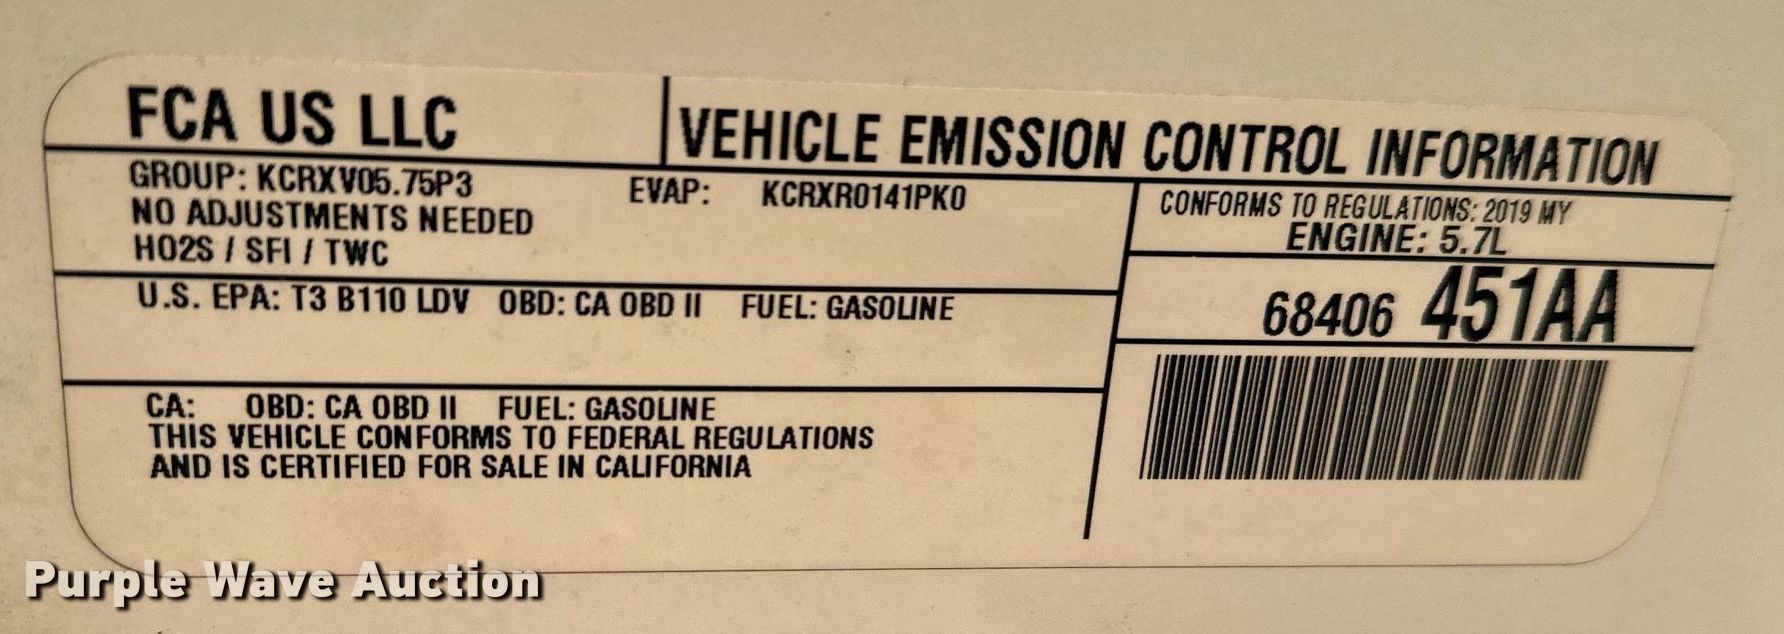 FCA US LLC
VEHICLE EMISSION CONTROL INFORMATION
GROUP: KCRXV05.75P3 EVAP: KCRXR0141PK0
NO ADJUSTMENTS NEEDED
HO2S / SFI / TWC
CONFORMS TO REGULATIONS: 2019 MY
ENGINE: 5.7L
U.S. EPA: T3 B110 LDV OBD: CA OBD II FUEL: GASOLINE
68406 451AA
CA: OBD: CA OBD II FUEL: GASOLINE
THIS VEHICLE CONFORMS TO FEDERAL REGULATIONS
AND IS CERTIFIED FOR SALE IN CALIFORNIA
Purple Wave Auction